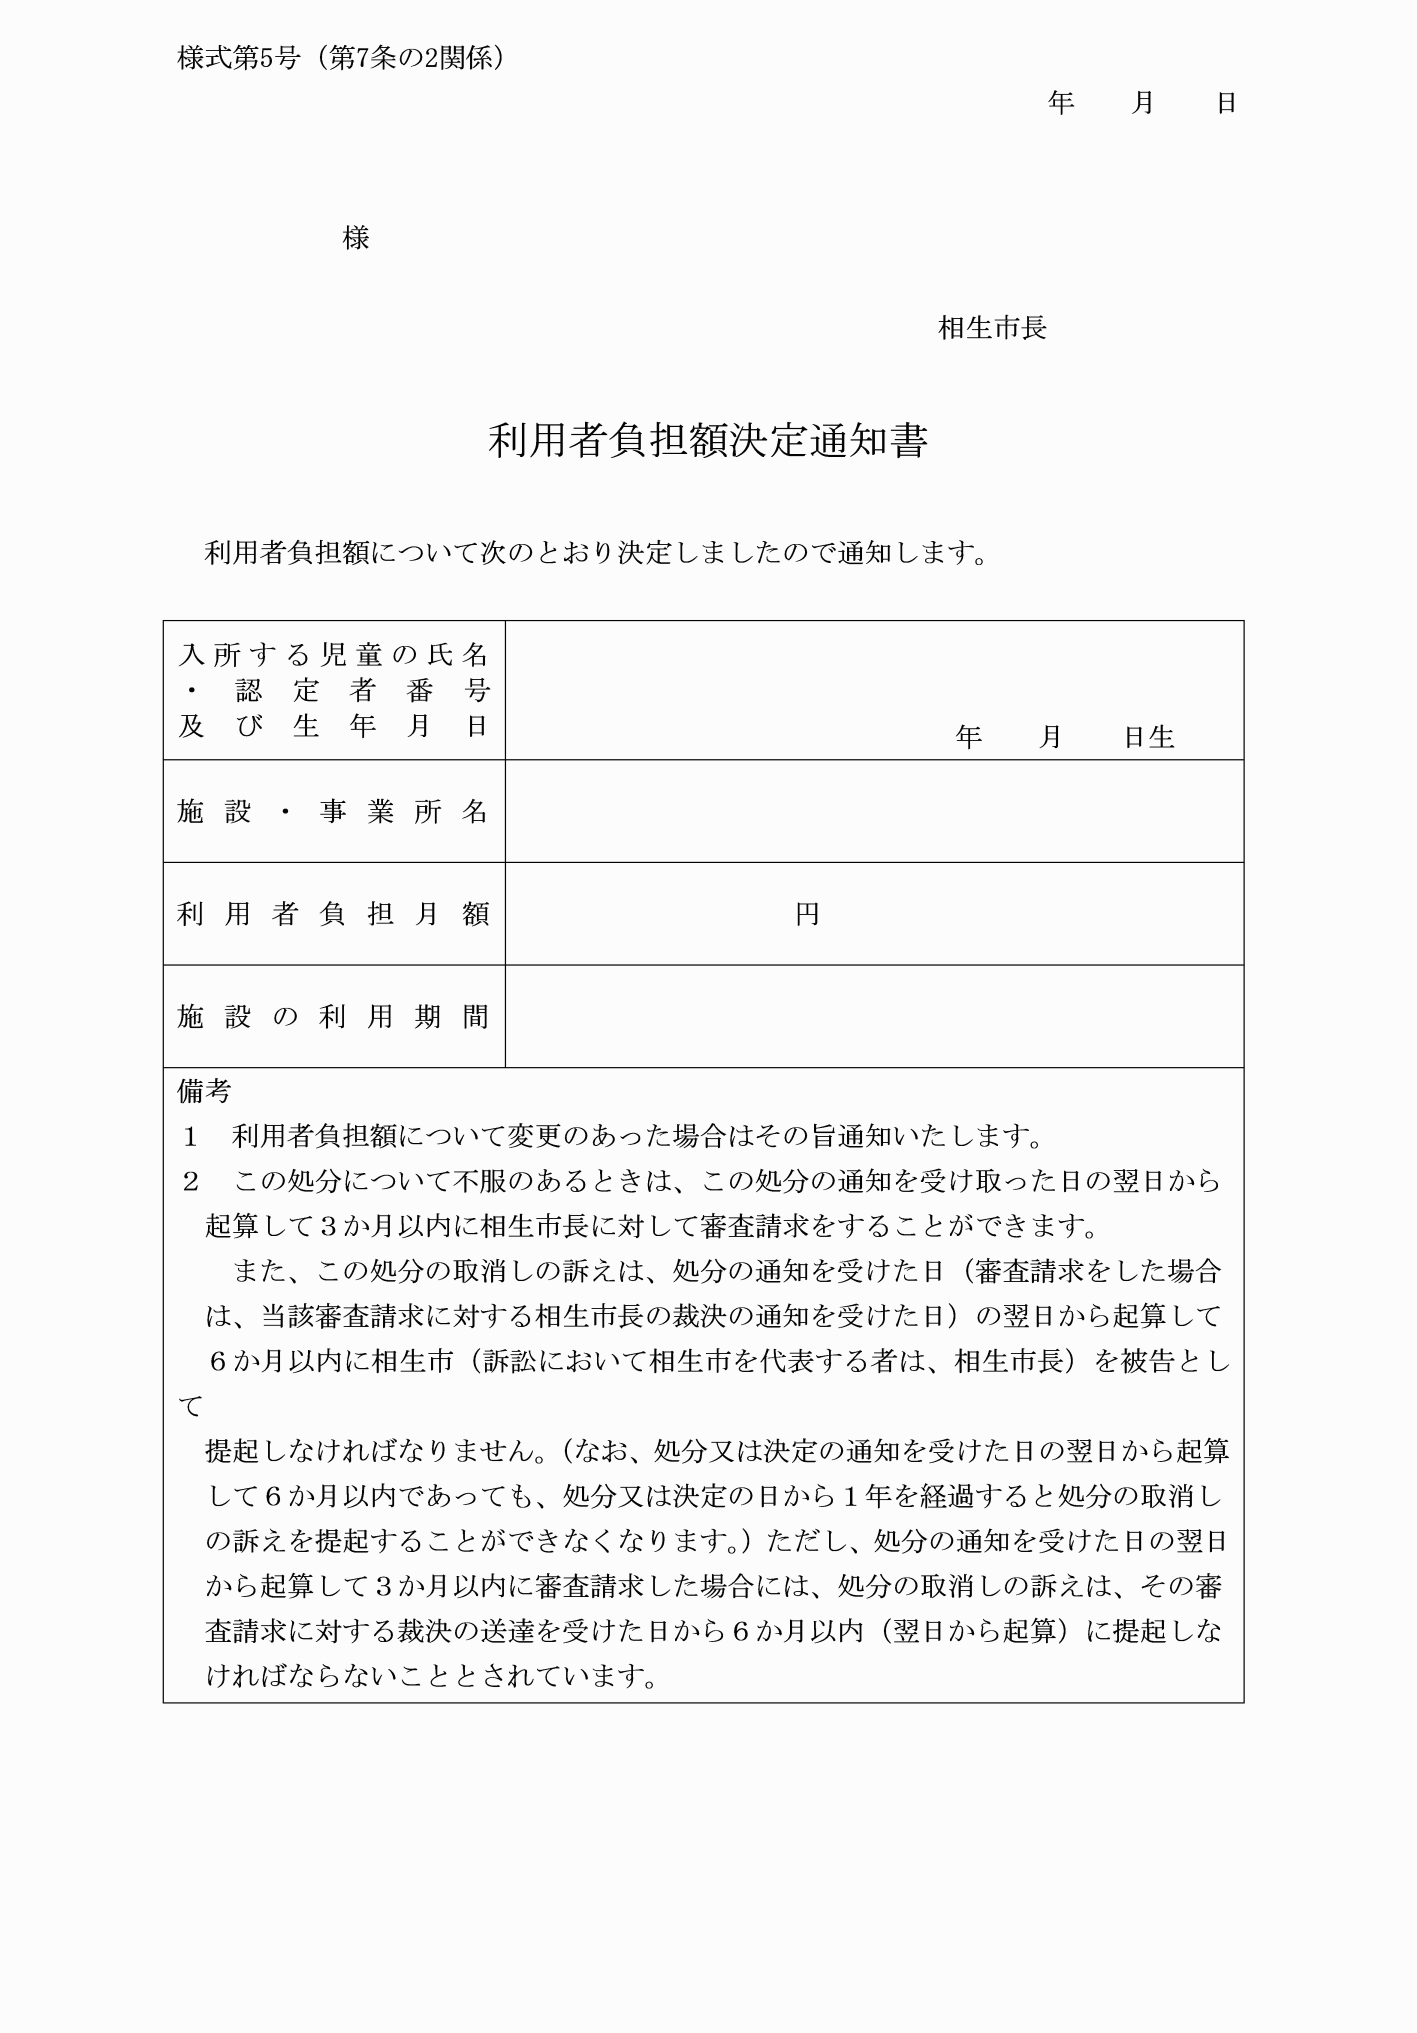 様式第5号（第7条の2関係）
年　　月　　日
様
相生市長
利用者負担額決定通知書
利用者負担額について次のとおり決定しましたので通知します。
入所する児童の氏名
・認定者番号
及び生年月日
年　　月　　日生
施設・事業所名
利用者負担月額
円
施設の利用期間
備考
１　利用者負担額について変更のあった場合はその旨通知いたします。
２　この処分について不服のあるときは、この処分の通知を受け取った日の翌日から
起算して３か月以内に相生市長に対して審査請求をすることができます。
また、この処分の取消しの訴えは、処分の通知を受けた日（審査請求をした場合
は、当該審査請求に対する相生市長の裁決の通知を受けた日）の翌日から起算して
６か月以内に相生市（訴訟において相生市を代表する者は、相生市長）を被告とし
て
提起しなければなりません。（なお、処分又は決定の通知を受けた日の翌日から起算
して６か月以内であっても、処分又は決定の日から１年を経過すると処分の取消し
の訴えを提起することができなくなります。）ただし、処分の通知を受けた日の翌日
から起算して３か月以内に審査請求した場合には、処分の取消しの訴えは、その審
査請求に対する裁決の送達を受けた日から６か月以内（翌日から起算）に提起しな
ければならないこととされています。